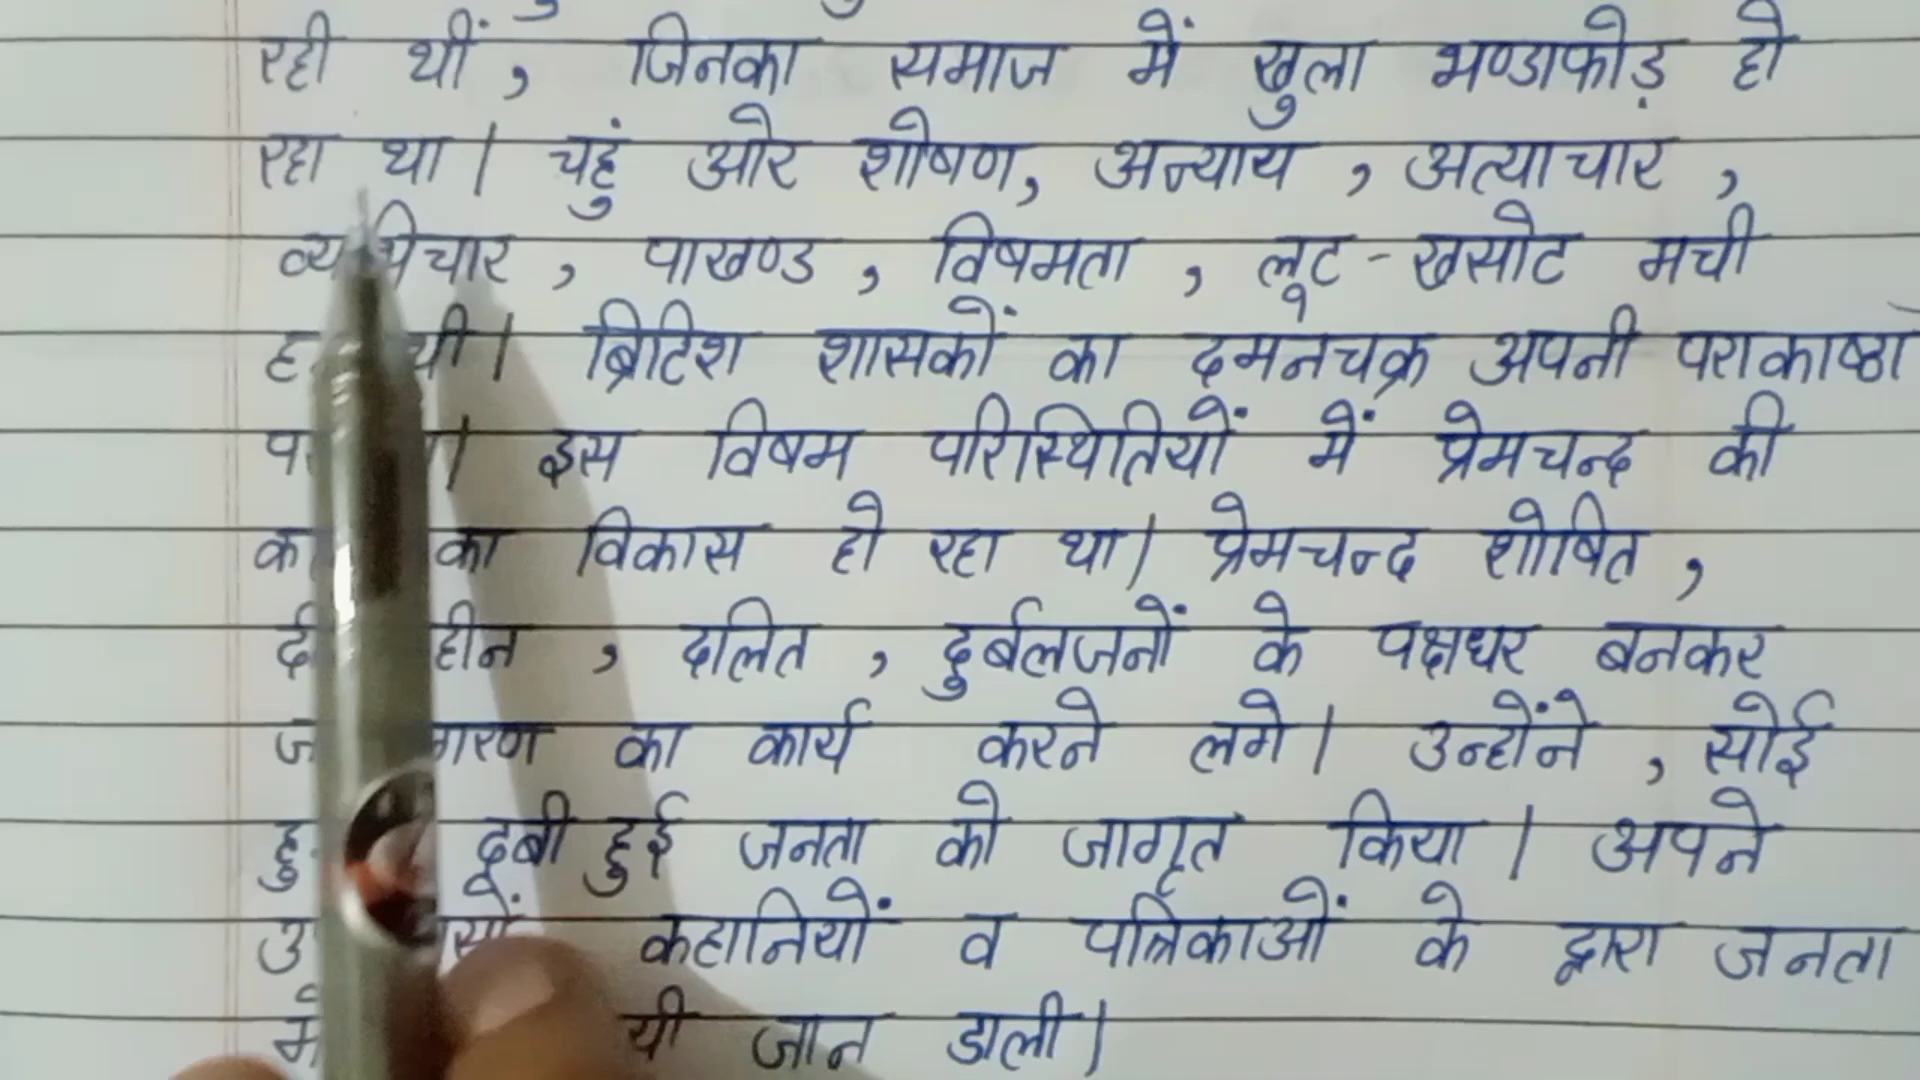 रही थीं, जिनका समाज में खुला भण्डाफोड़ हो
रहा था। चहुं ओर शोषण, अन्याय, अत्याचार,
पाखण्ड, विषमता, लूट-खसोट मची
थी। ब्रिटिश शासकों का दमनचक्र अपनी पराकाष्ठा
इस विषम परिस्थितियों में प्रेमचन्द की
का विकास हो रहा था। प्रेमचन्द शोषित,
हीन, दलित, दुर्बलजनों के पक्षधर बनकर
का कार्य करने लगे। उन्होंने, सोई
दबी हुई जनता को जागृत किया। अपने
कहानियों व पत्रिकाओं के द्वारा जनता
जान डाली।